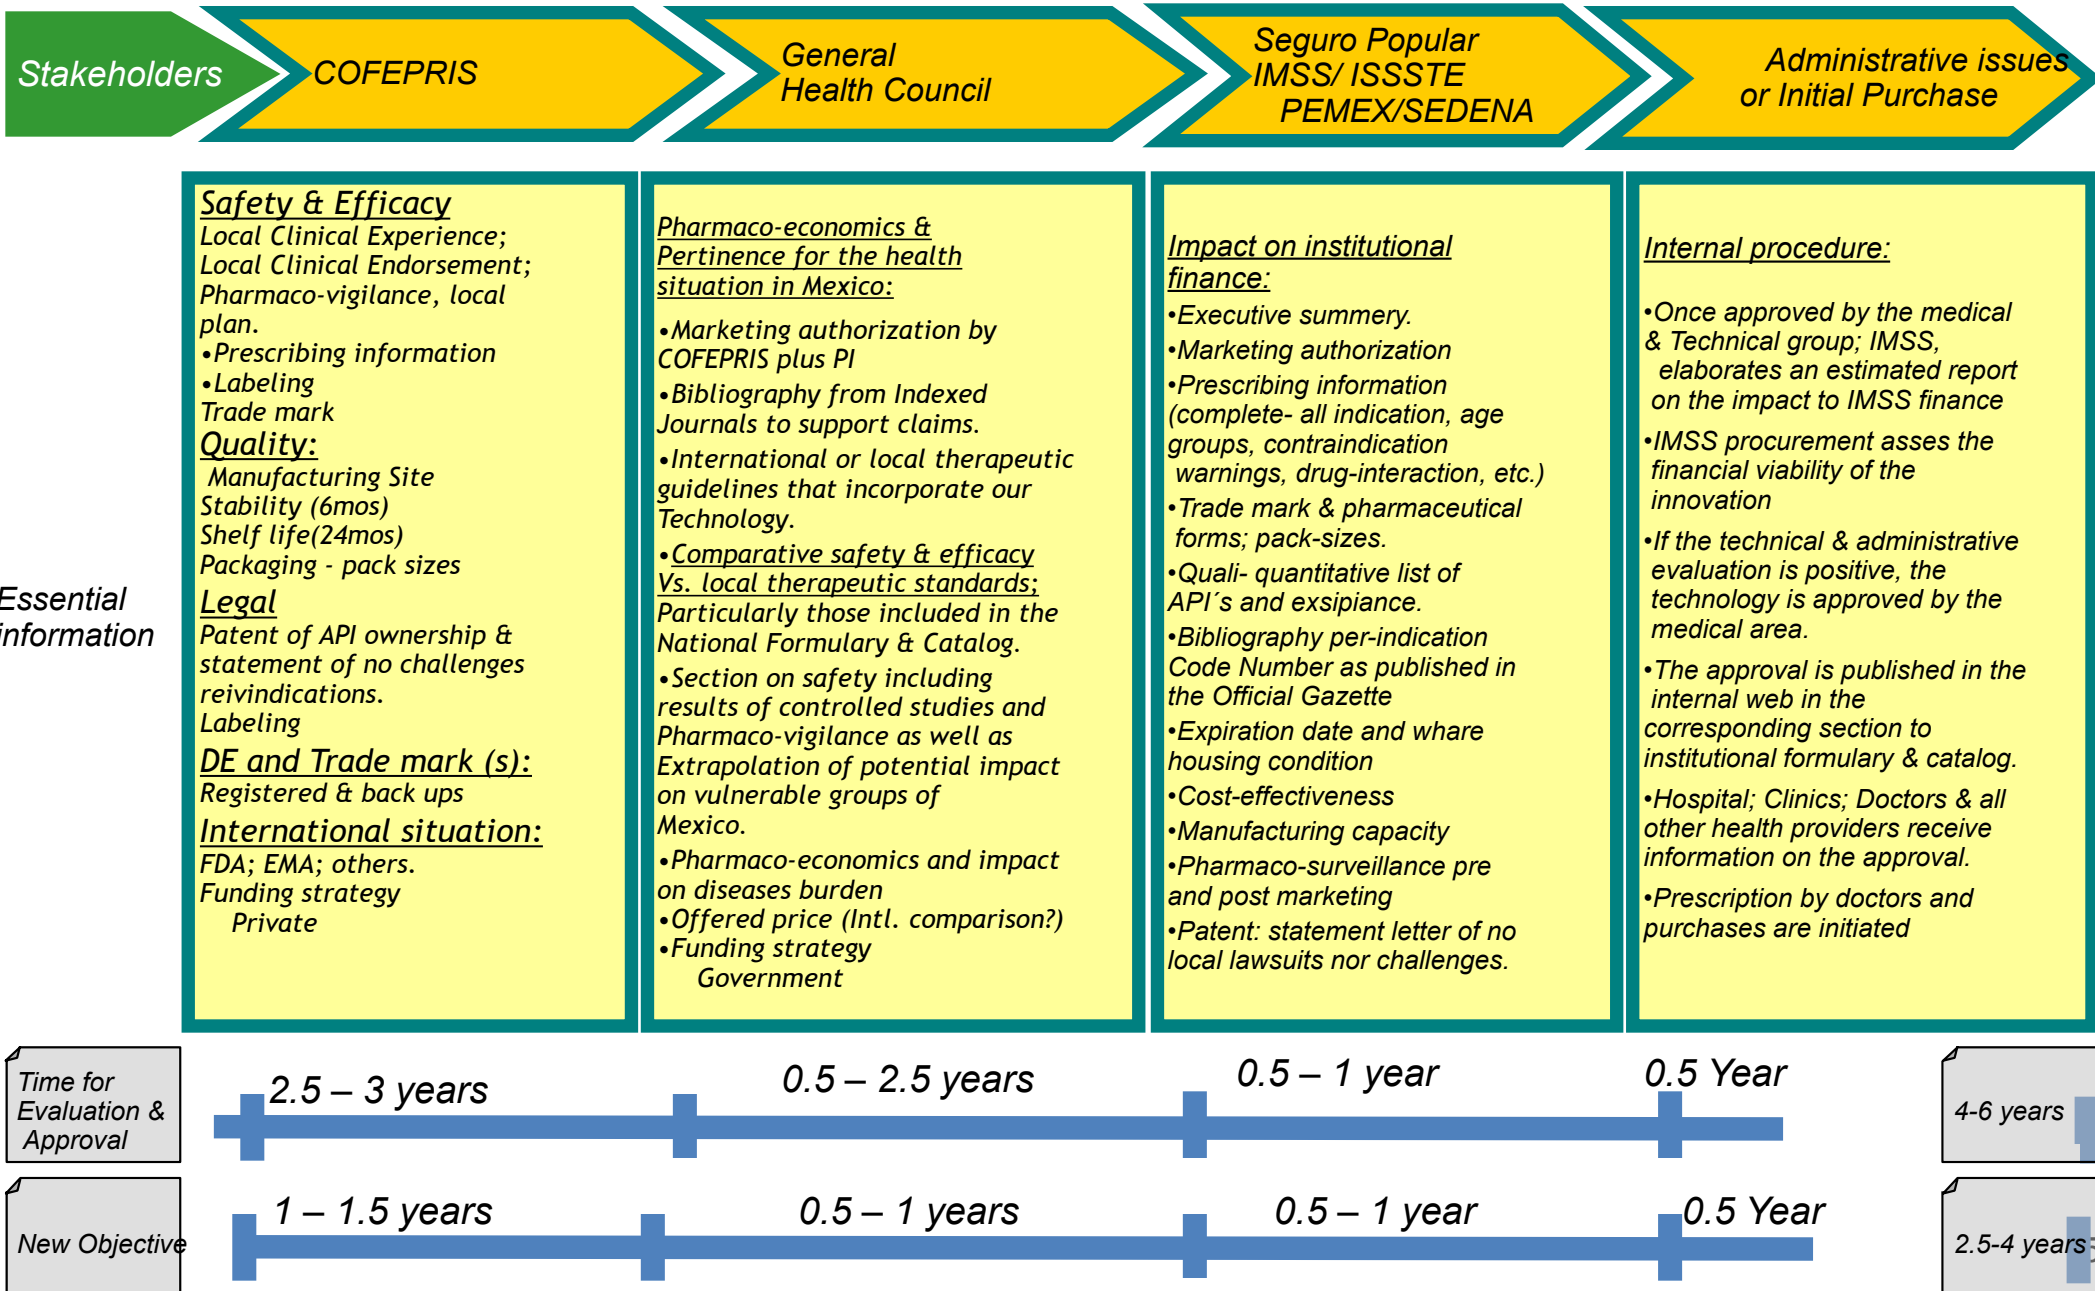 Stakeholders
COFEPRIS
General
Health Council
Seguro Popular
IMSS/ ISSSTE
PEMEX/SEDENA
Administrative issues
or Initial Purchase
Essential
information
Safety & Efficacy
Local Clinical Experience;
Local Clinical Endorsement;
Pharmaco-vigilance, local
plan.
•Prescribing information
•Labeling
Trade mark
Quality:
Manufacturing Site
Stability (6mos)
Shelf life(24mos)
Packaging - pack sizes
Legal
Patent of API ownership &
statement of no challenges
reivindications.
Labeling
DE and Trade mark (s):
Registered & back ups
International situation:
FDA; EMA; others.
Funding strategy
Private
Pharmaco-economics &
Pertinence for the health
situation in Mexico:
•Marketing authorization by
COFEPRIS plus PI
•Bibliography from Indexed
Journals to support claims.
•International or local therapeutic
guidelines that incorporate our
Technology.
•Comparative safety & efficacy
Vs. local therapeutic standards;
Particularly those included in the
National Formulary & Catalog.
•Section on safety including
results of controlled studies and
Pharmaco-vigilance as well as
Extrapolation of potential impact
on vulnerable groups of
Mexico.
•Pharmaco-economics and impact
on diseases burden
•Offered price (Intl. comparison?)
•Funding strategy
Government
Impact on institutional
finance:
•Executive summery.
•Marketing authorization
•Prescribing information
(complete- all indication, age
groups, contraindication
warnings, drug-interaction, etc.)
•Trade mark & pharmaceutical
forms; pack-sizes.
•Quali- quantitative list of
API´s and exsipiance.
•Bibliography per-indication
Code Number as published in
the Official Gazette
•Expiration date and whare
housing condition
•Cost-effectiveness
•Manufacturing capacity
•Pharmaco-surveillance pre
and post marketing
•Patent: statement letter of no
local lawsuits nor challenges.
Internal procedure:
•Once approved by the medical
& Technical group; IMSS,
elaborates an estimated report
on the impact to IMSS finance
•IMSS procurement asses the
financial viability of the
innovation
•If the technical & administrative
evaluation is positive, the
technology is approved by the
medical area.
•The approval is published in the
internal web in the
corresponding section to
institutional formulary & catalog.
•Hospital; Clinics; Doctors & all
other health providers receive
information on the approval.
•Prescription by doctors and
purchases are initiated
Time for
Evaluation &
Approval
2.5 – 3 years
0.5 – 2.5 years
0.5 – 1 year
0.5 Year
4-6 years
New Objective
1 – 1.5 years
0.5 – 1 years
0.5 – 1 year
0.5 Year
2.5-4 years